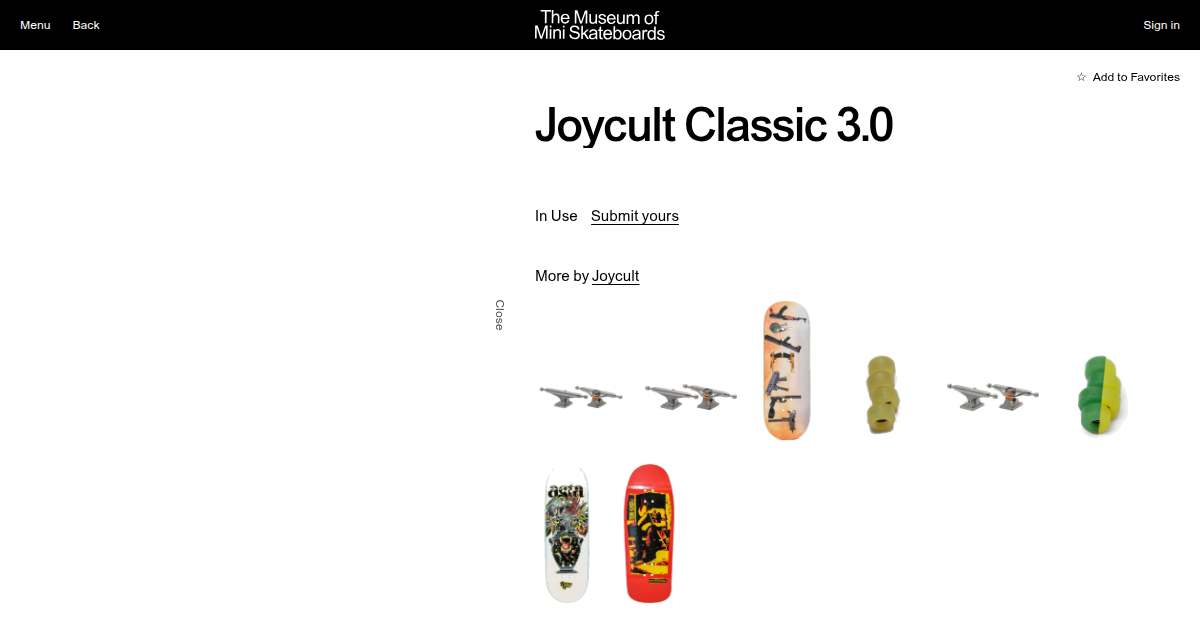 Menu
Back
The Museum of
Mini Skateboards
Sign in
☆ Add to Favorites
Joycult Classic 3.0
In Use Submit yours
More by Joycult
Close